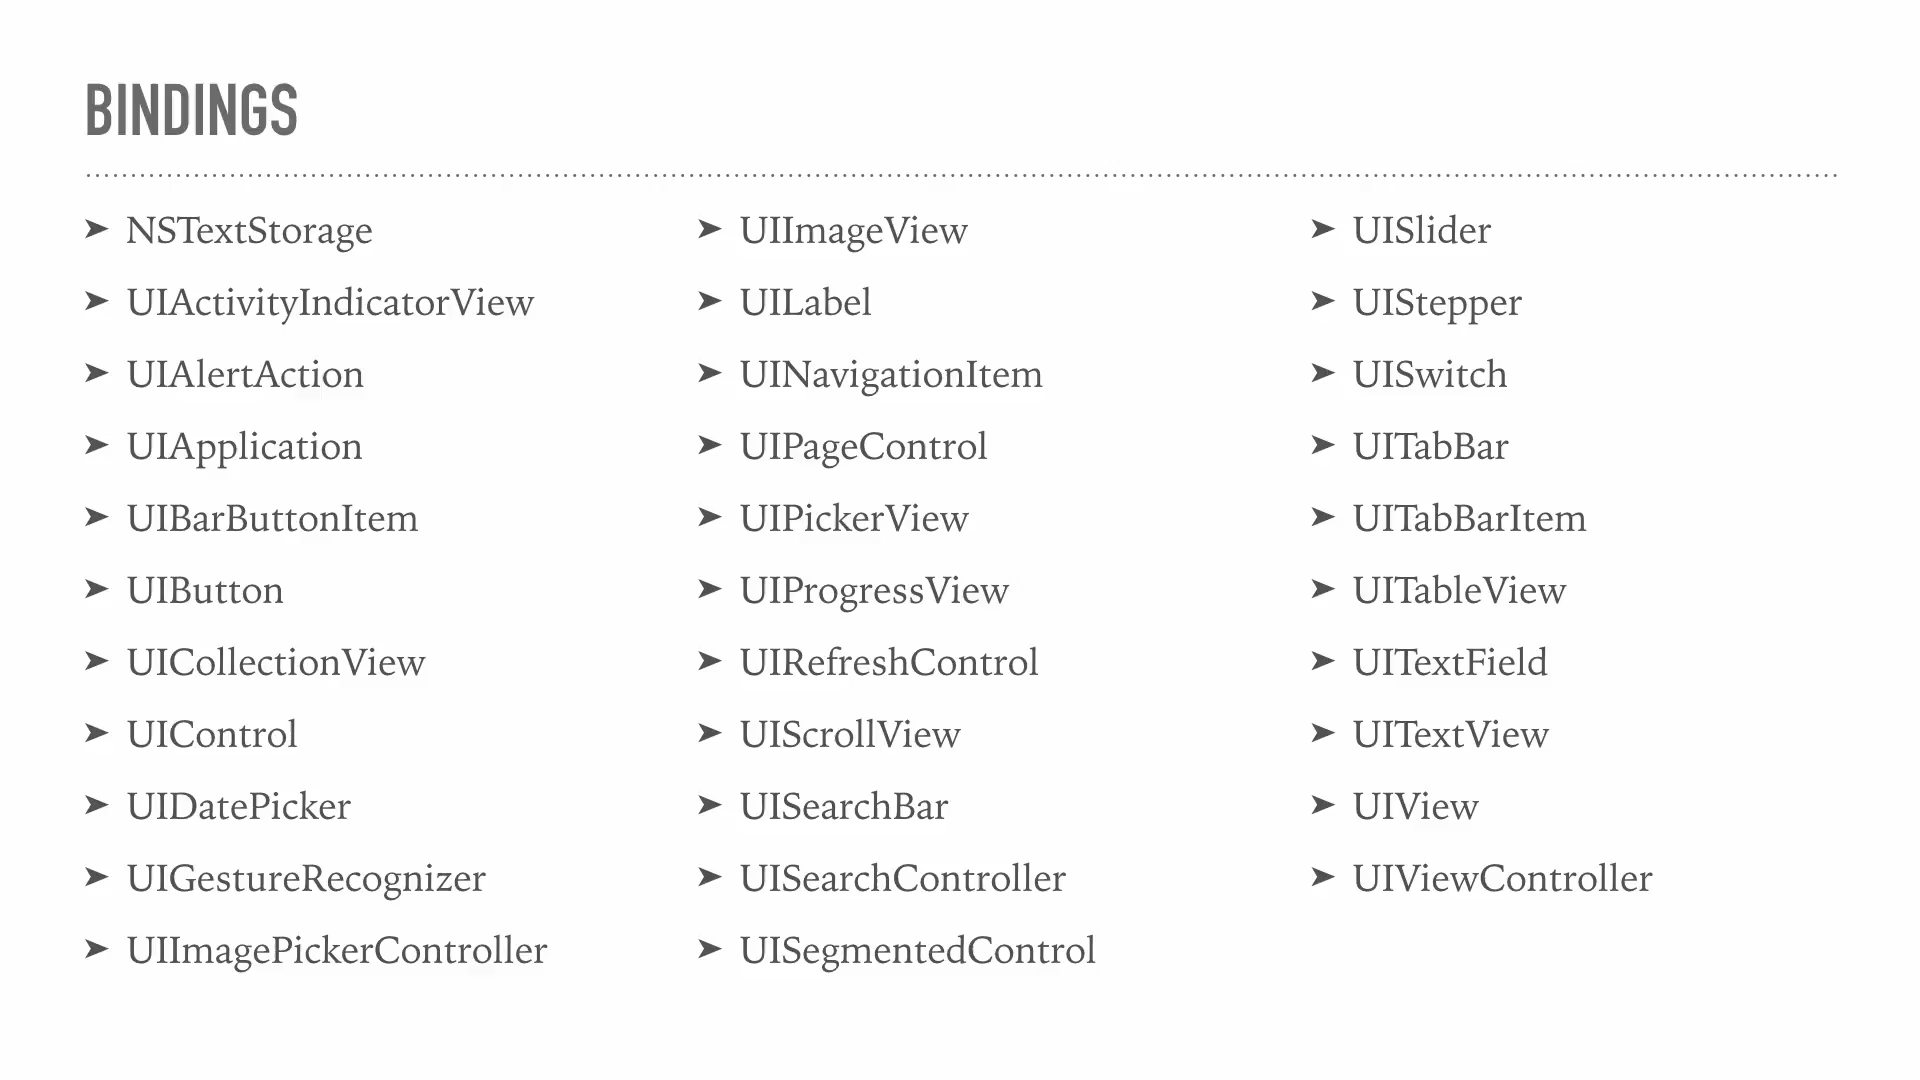 BINDINGS
➤ NSTextStorage
➤ UIActivityIndicatorView
➤ UIAlertAction
➤ UIApplication
➤ UIBarButtonItem
➤ UIButton
➤ UICollectionView
➤ UIControl
➤ UIDatePicker
➤ UIGestureRecognizer
➤ UIImagePickerController
➤ UIImageView
➤ UILabel
➤ UINavigationItem
➤ UIPageControl
➤ UIPickerView
➤ UIProgressView
➤ UIRefreshControl
➤ UIScrollView
➤ UISearchBar
➤ UISearchController
➤ UISegmentedControl
➤ UISlider
➤ UIStepper
➤ UISwitch
➤ UITabBar
➤ UITabBarItem
➤ UITableView
➤ UITextField
➤ UITextView
➤ UIView
➤ UIViewController